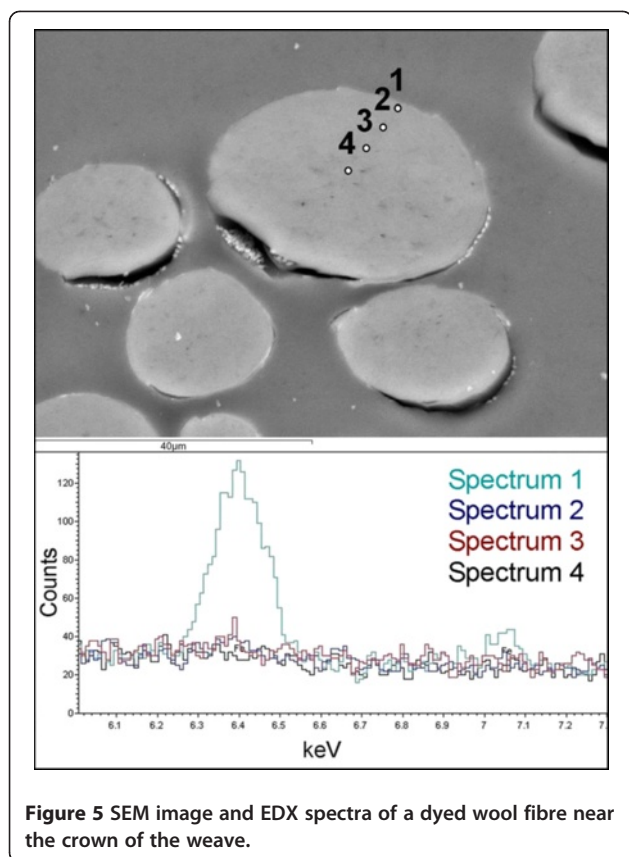 1
2
3
4
40µm
120
100
80
60
40
20
0
Counts
Spectrum 1
Spectrum 2
Spectrum 3
Spectrum 4
Fe
6.1 6.2 6.3 6.4 6.5 6.6 6.7 6.8 6.9 7 7.1 7.2 7.
keV
Figure 5 SEM image and EDX spectra of a dyed wool fibre near
the crown of the weave.